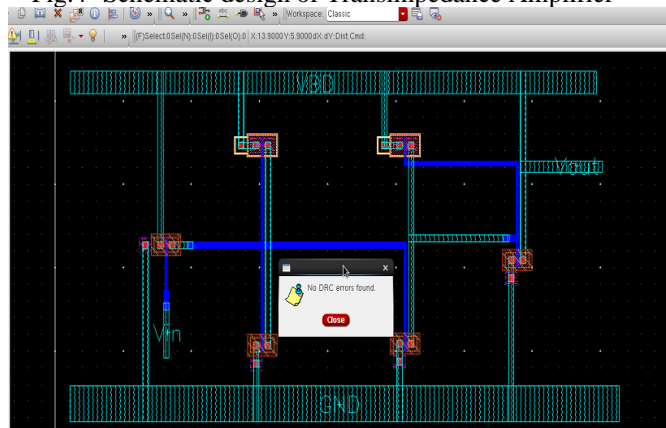 Fig.4 Schematic design of Transimpedance Amplifier
» » » Workspace: Classic
» (F)Select:0 Sel(N):0 Sel(I):0 Sel(O):0 X:13.9000 Y:5.9000 dX: dY: Dist: Cmd:
VDD
Vout
No DRC errors found.
Close
Vin
GND